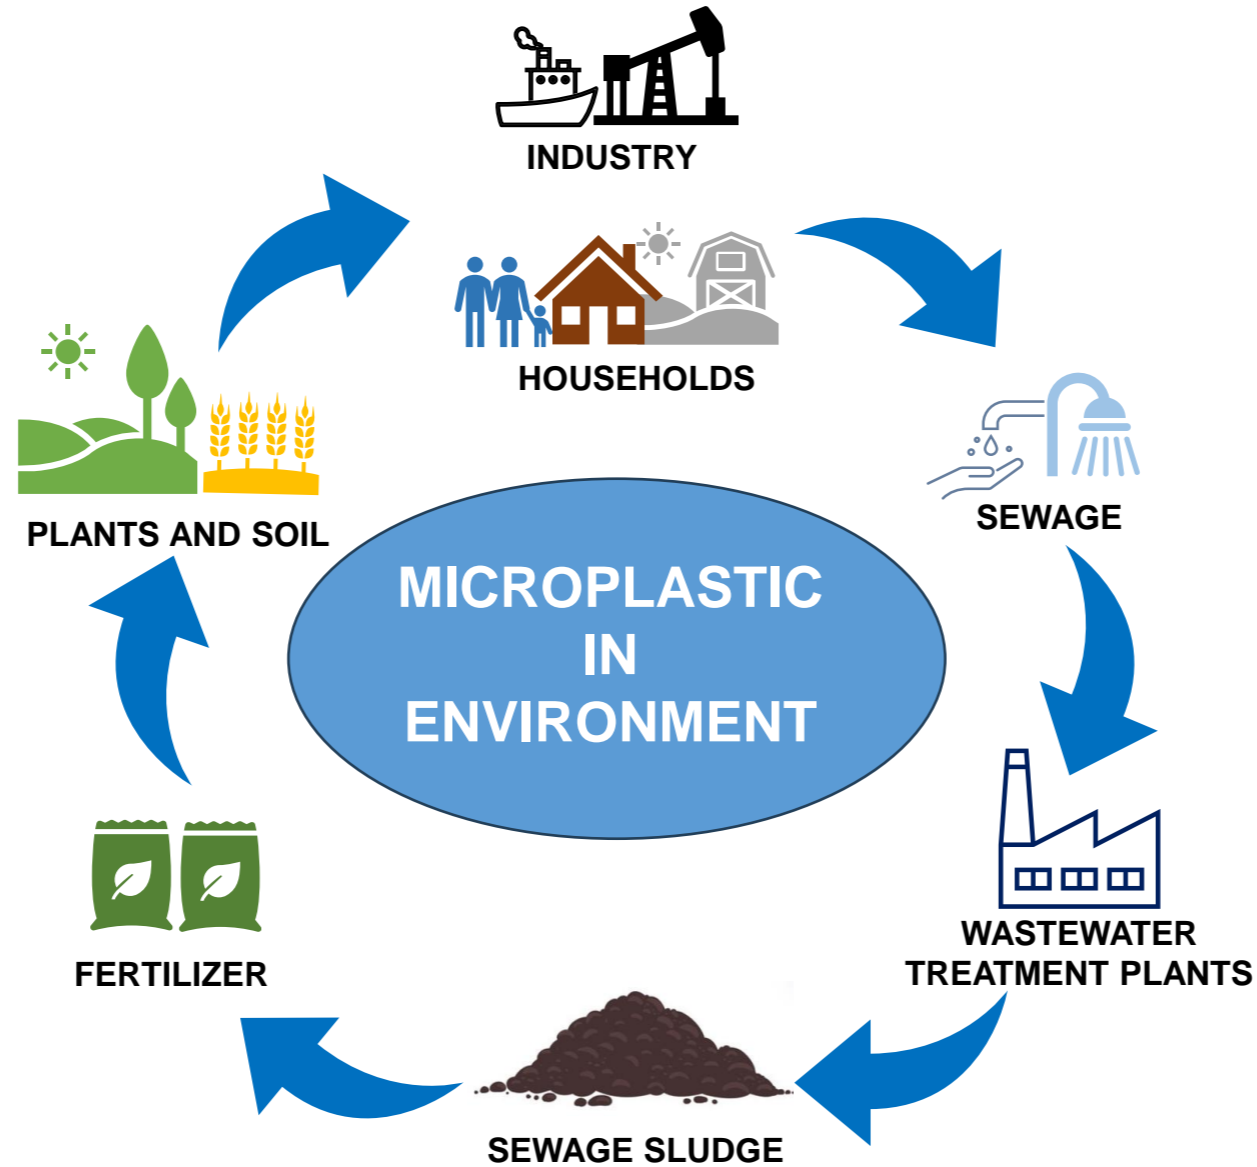 INDUSTRY
HOUSEHOLDS
SEWAGE
WASTEWATER
TREATMENT PLANTS
SEWAGE SLUDGE
FERTILIZER
PLANTS AND SOIL
MICROPLASTIC
IN
ENVIRONMENT